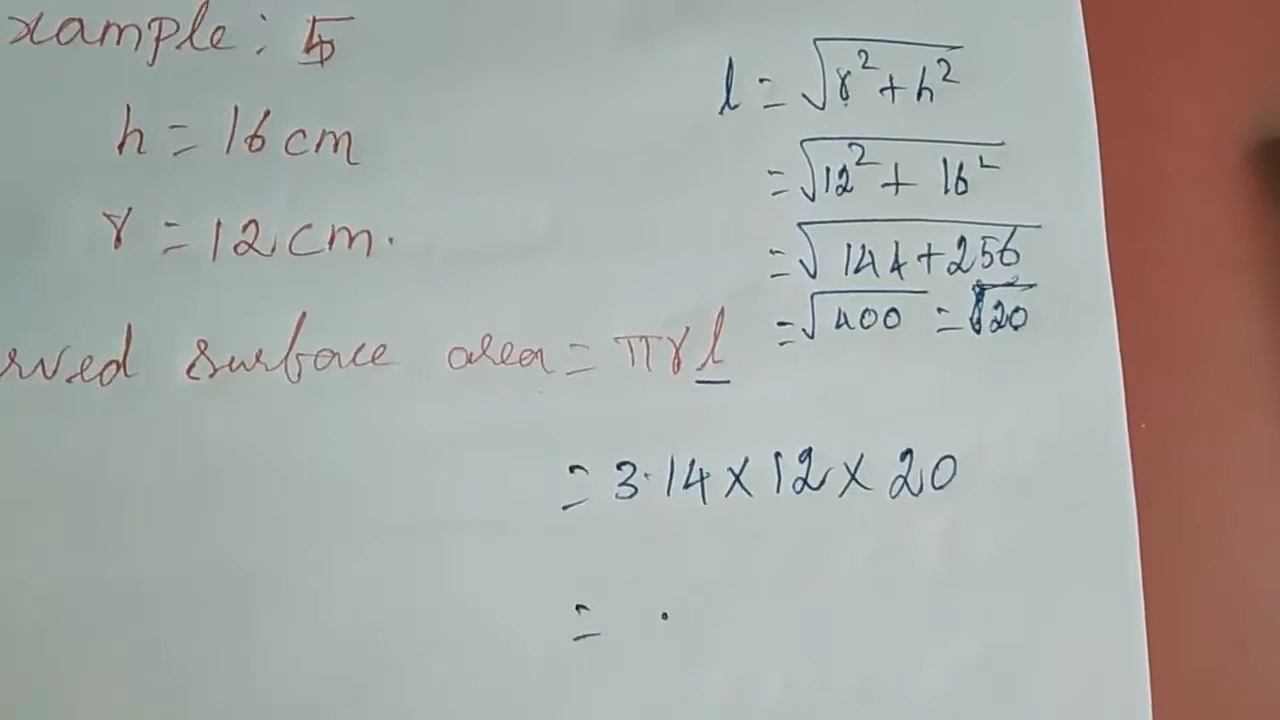 xample: 5
h = 16 cm
r = 12 cm.
l = √r² + h²
= √12² + 16²
= √144 + 256
= √400 = √20
rved surface area = πrl
= 3.14 × 12 × 20
= .